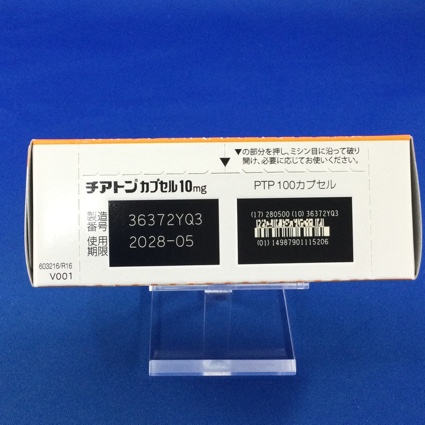 ▼の部分を押し、ミシン目に沿って破り
開け、必要に応じてお使いください。
チアトンカプセル10mg
PTP 100カプセル
製造番号 36372YQ3
使用期限 2028-05
(17) 280500 (10) 36372YQ3
(01) 14987901115206
603216/R16
V001